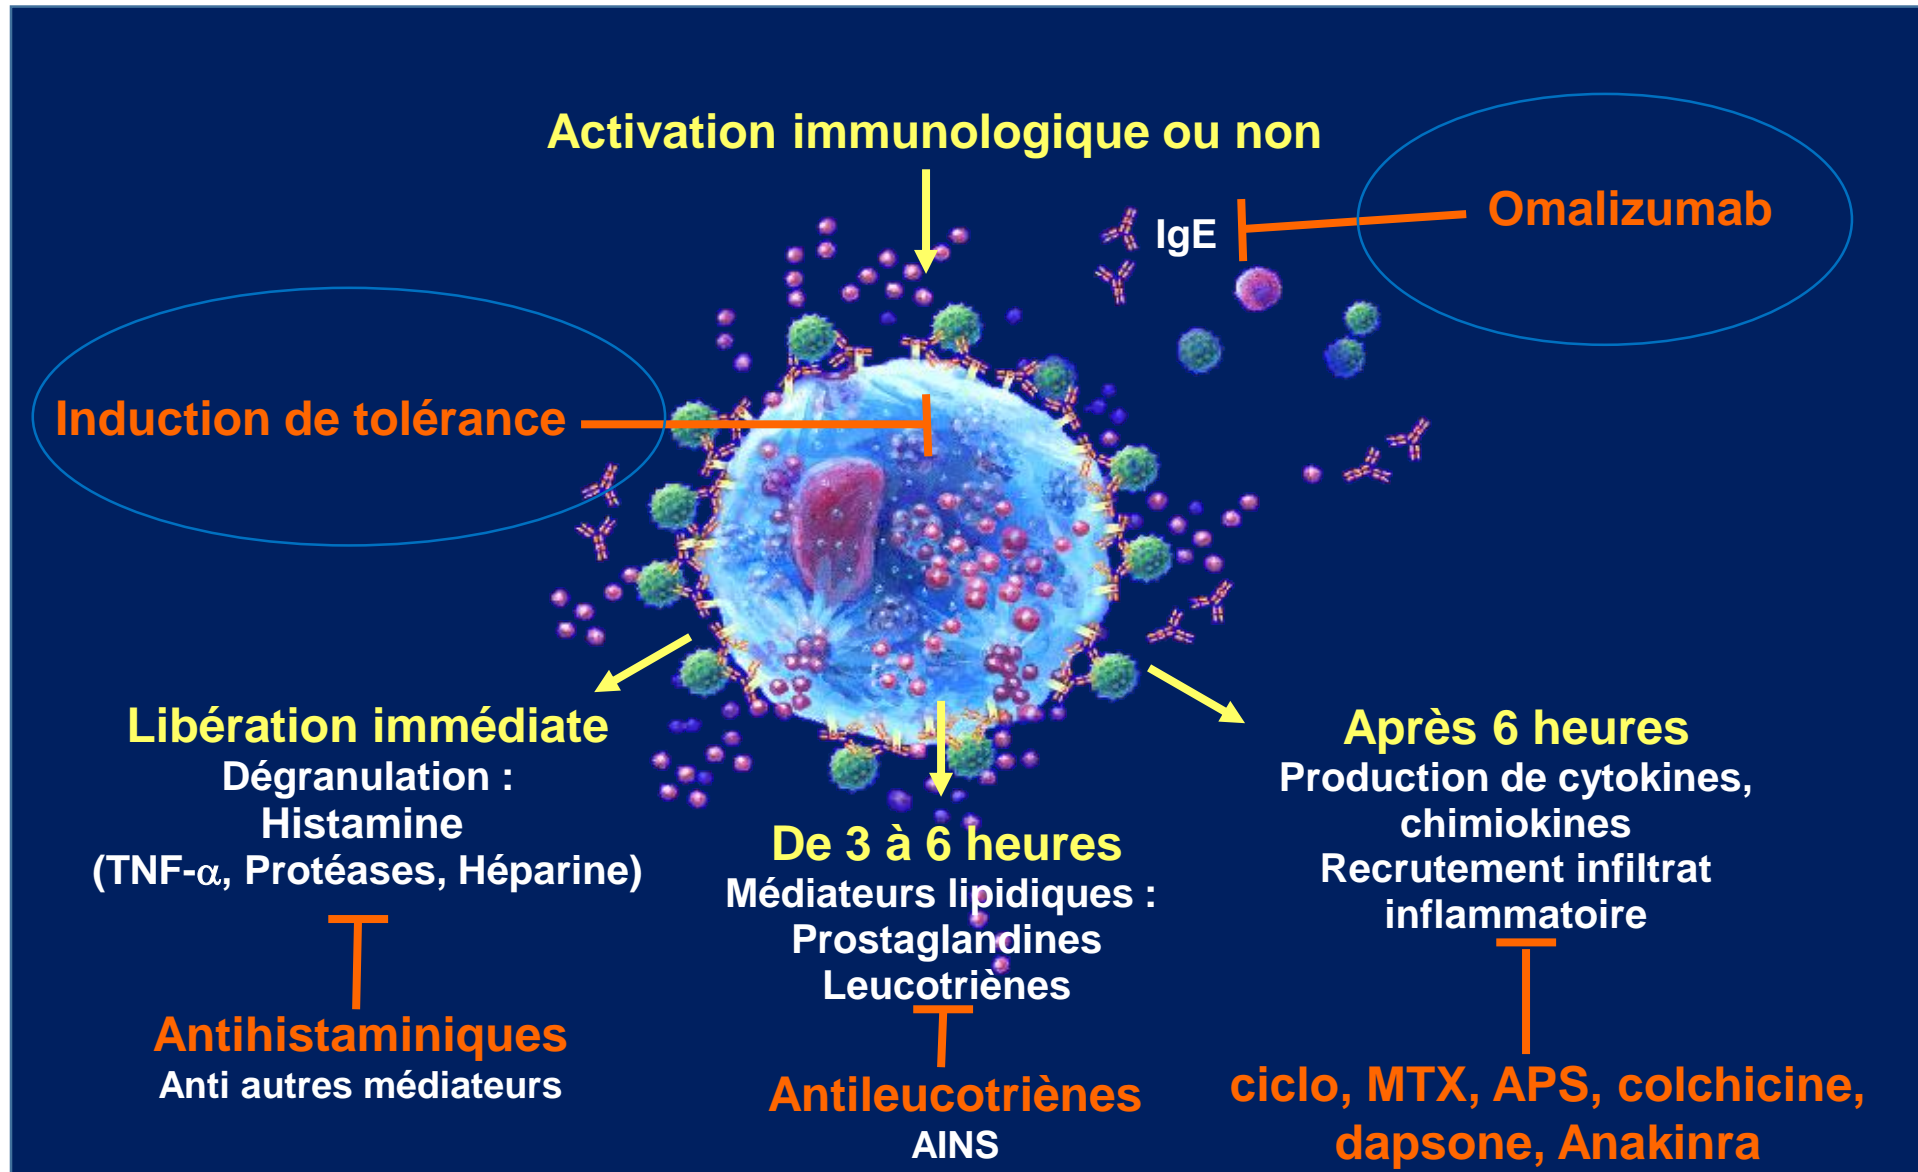 Activation immunologique ou non
IgE
Omalizumab
Induction de tolérance
Libération immédiate
Dégranulation :
Histamine
(TNF-α, Protéases, Héparine)
Antihistaminiques
Anti autres médiateurs
De 3 à 6 heures
Médiateurs lipidiques :
Prostaglandines
Leucotriènes
Antileucotriènes
AINS
Après 6 heures
Production de cytokines,
chimiokines
Recrutement infiltrat
inflammatoire
ciclo, MTX, APS, colchicine,
dapsone, Anakinra